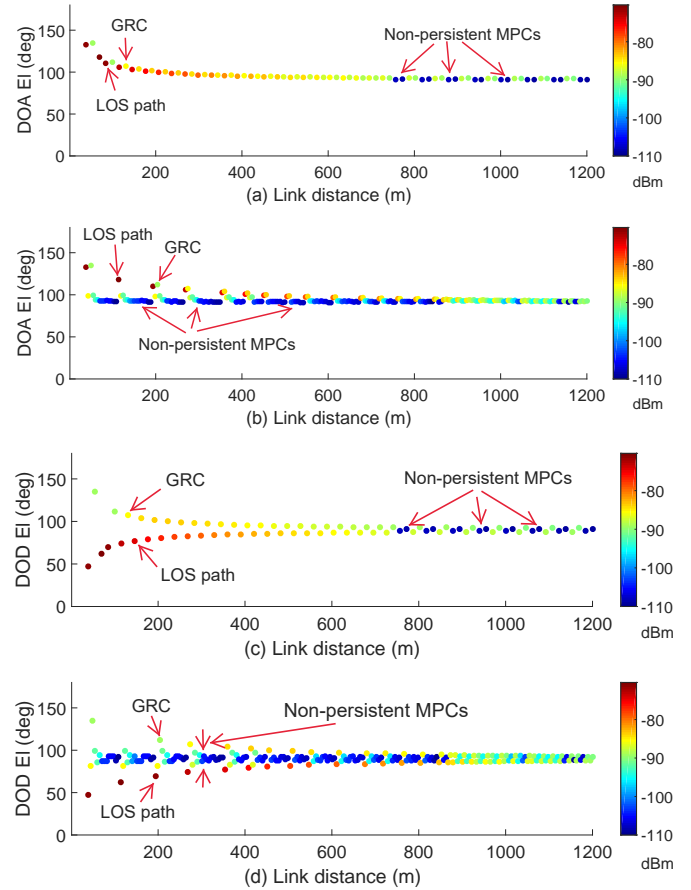 DOA El (deg)
150
100
50
0
GRC
LOS path
Non-persistent MPCs
200 400 600 800 1000 1200
(a) Link distance (m)
-80
-90
-100
-110
dBm
DOA El (deg)
150
100
50
0
LOS path
GRC
Non-persistent MPCs
200 400 600 800 1000 1200
(b) Link distance (m)
-80
-90
-100
-110
dBm
DOD El (deg)
150
100
50
0
GRC
LOS path
Non-persistent MPCs
200 400 600 800 1000 1200
(c) Link distance (m)
-80
-90
-100
-110
dBm
DOD El (deg)
150
100
50
0
GRC
LOS path
Non-persistent MPCs
200 400 600 800 1000 1200
(d) Link distance (m)
-80
-90
-100
-110
dBm